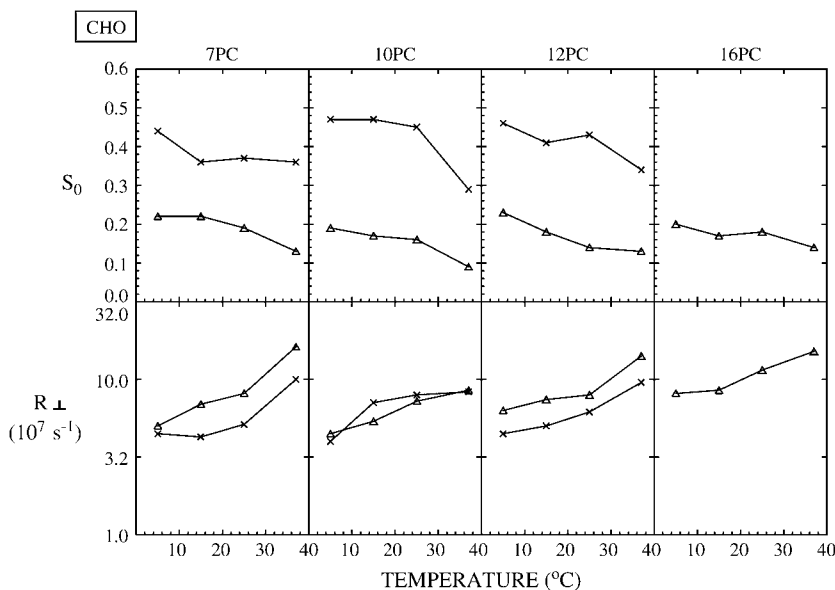 CHO
7PC 10PC 12PC 16PC
0.6
0.5
0.4
S₀
0.3
0.2
0.1
0.0
32.0
10.0
R ⊥
(10⁷ s⁻¹)
3.2
1.0
10 20 30 40 10 20 30 40 10 20 30 40 10 20 30 40
TEMPERATURE (°C)